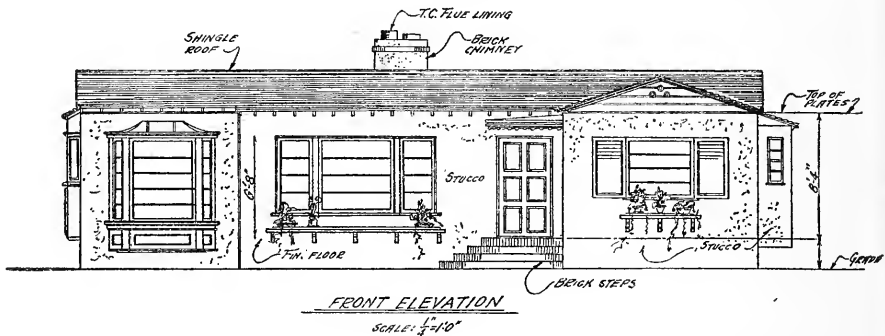 T.C. FLUE LINING
SHINGLE
ROOF
BRICK
CHIMNEY
TOP OF
PLATES
6'-8"
STUCCO
8'-4"
FIN. FLOOR
STUCCO
GRADE
BRICK STEPS
FRONT ELEVATION
SCALE: 1/4"=1'0"